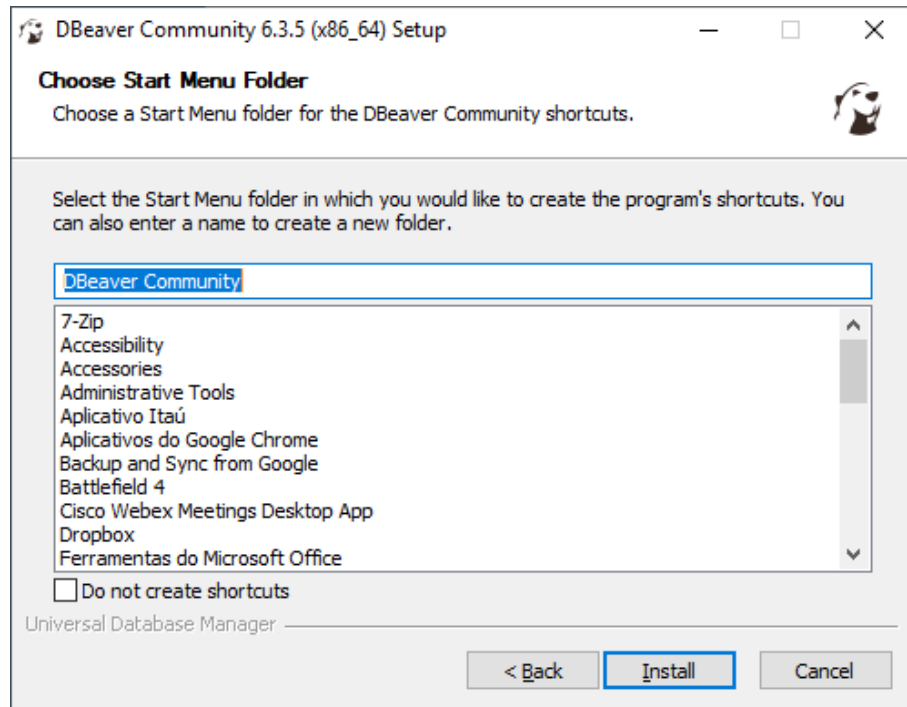 DBeaver Community 6.3.5 (x86_64) Setup
Choose Start Menu Folder
Choose a Start Menu folder for the DBeaver Community shortcuts.
Select the Start Menu folder in which you would like to create the program's shortcuts. You
can also enter a name to create a new folder.
DBeaver Community
7-Zip
Accessibility
Accessories
Administrative Tools
Aplicativo Itaú
Aplicativos do Google Chrome
Backup and Sync from Google
Battlefield 4
Cisco Webex Meetings Desktop App
Dropbox
Ferramentas do Microsoft Office
Do not create shortcuts
Universal Database Manager
< Back Install Cancel